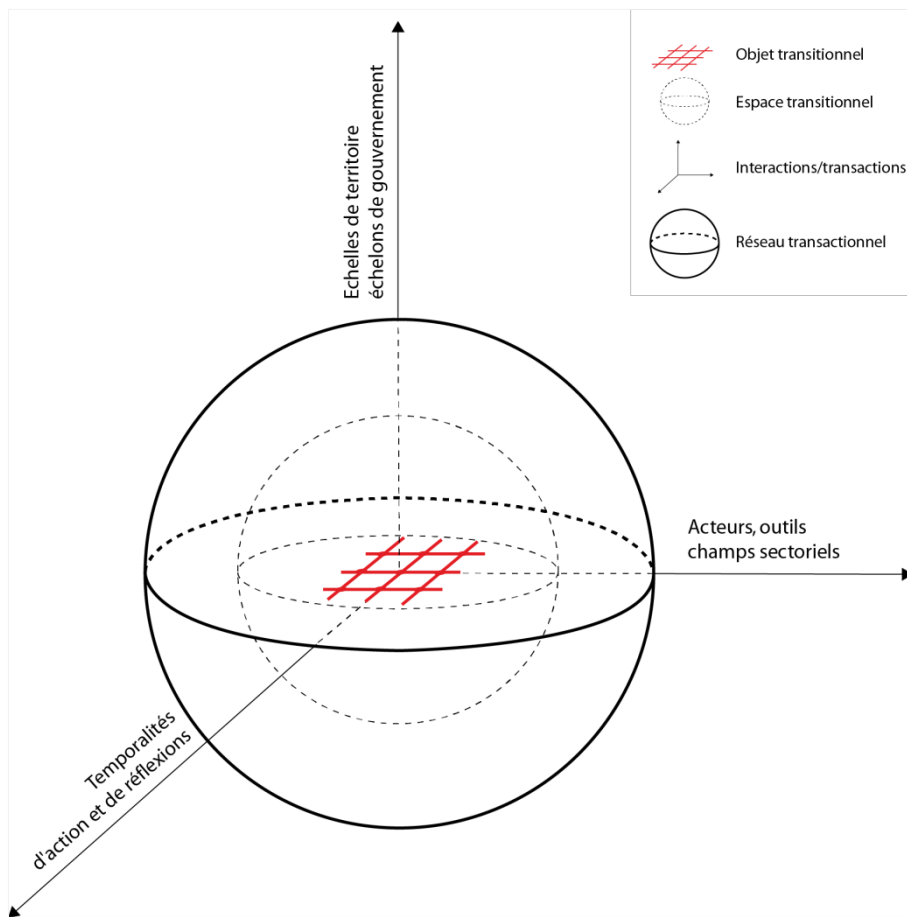 Objet transitionnel
Espace transitionnel
Interactions/transactions
Réseau transactionnel
Echelles de territoire
échelons de gouvernement
Acteurs, outils
champs sectoriels
Temporalités
d'action et de réflexions